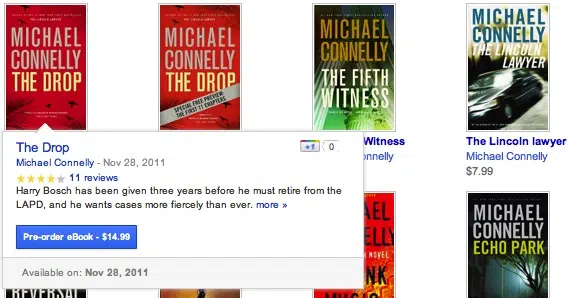 MICHAEL
CONNELLY
THE DROP
MICHAEL
CONNELLY
THE DROP
SPECIAL FREE PREVIEW:
THE FIRST 11 CHAPTERS
MICHAEL
CONNELLY
THE FIFTH
WITNESS
MICHAEL
CONNELLY
THE LINCOLN
LAWYER
The Drop
+1
0
Michael Connelly - Nov 28, 2011
11 reviews
Harry Bosch has been given three years before he must retire from the
LAPD, and he wants cases more fiercely than ever. more »
Pre-order eBook - $14.99
Available on: Nov 28, 2011
Witness
The Lincoln lawyer
Michael Connelly
$7.99
REVERSAL
MICHAEL
CONNELLY
ECHO PARK